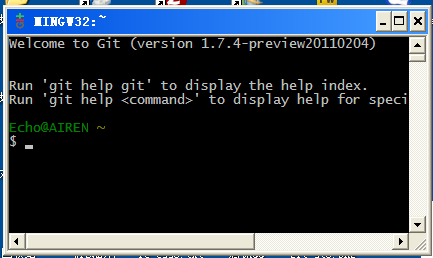 MINGW32:~
Welcome to Git (version 1.7.4-preview20110204)
Run 'git help git' to display the help index.
Run 'git help <command>' to display help for speci
Echo@AIREN ~
$